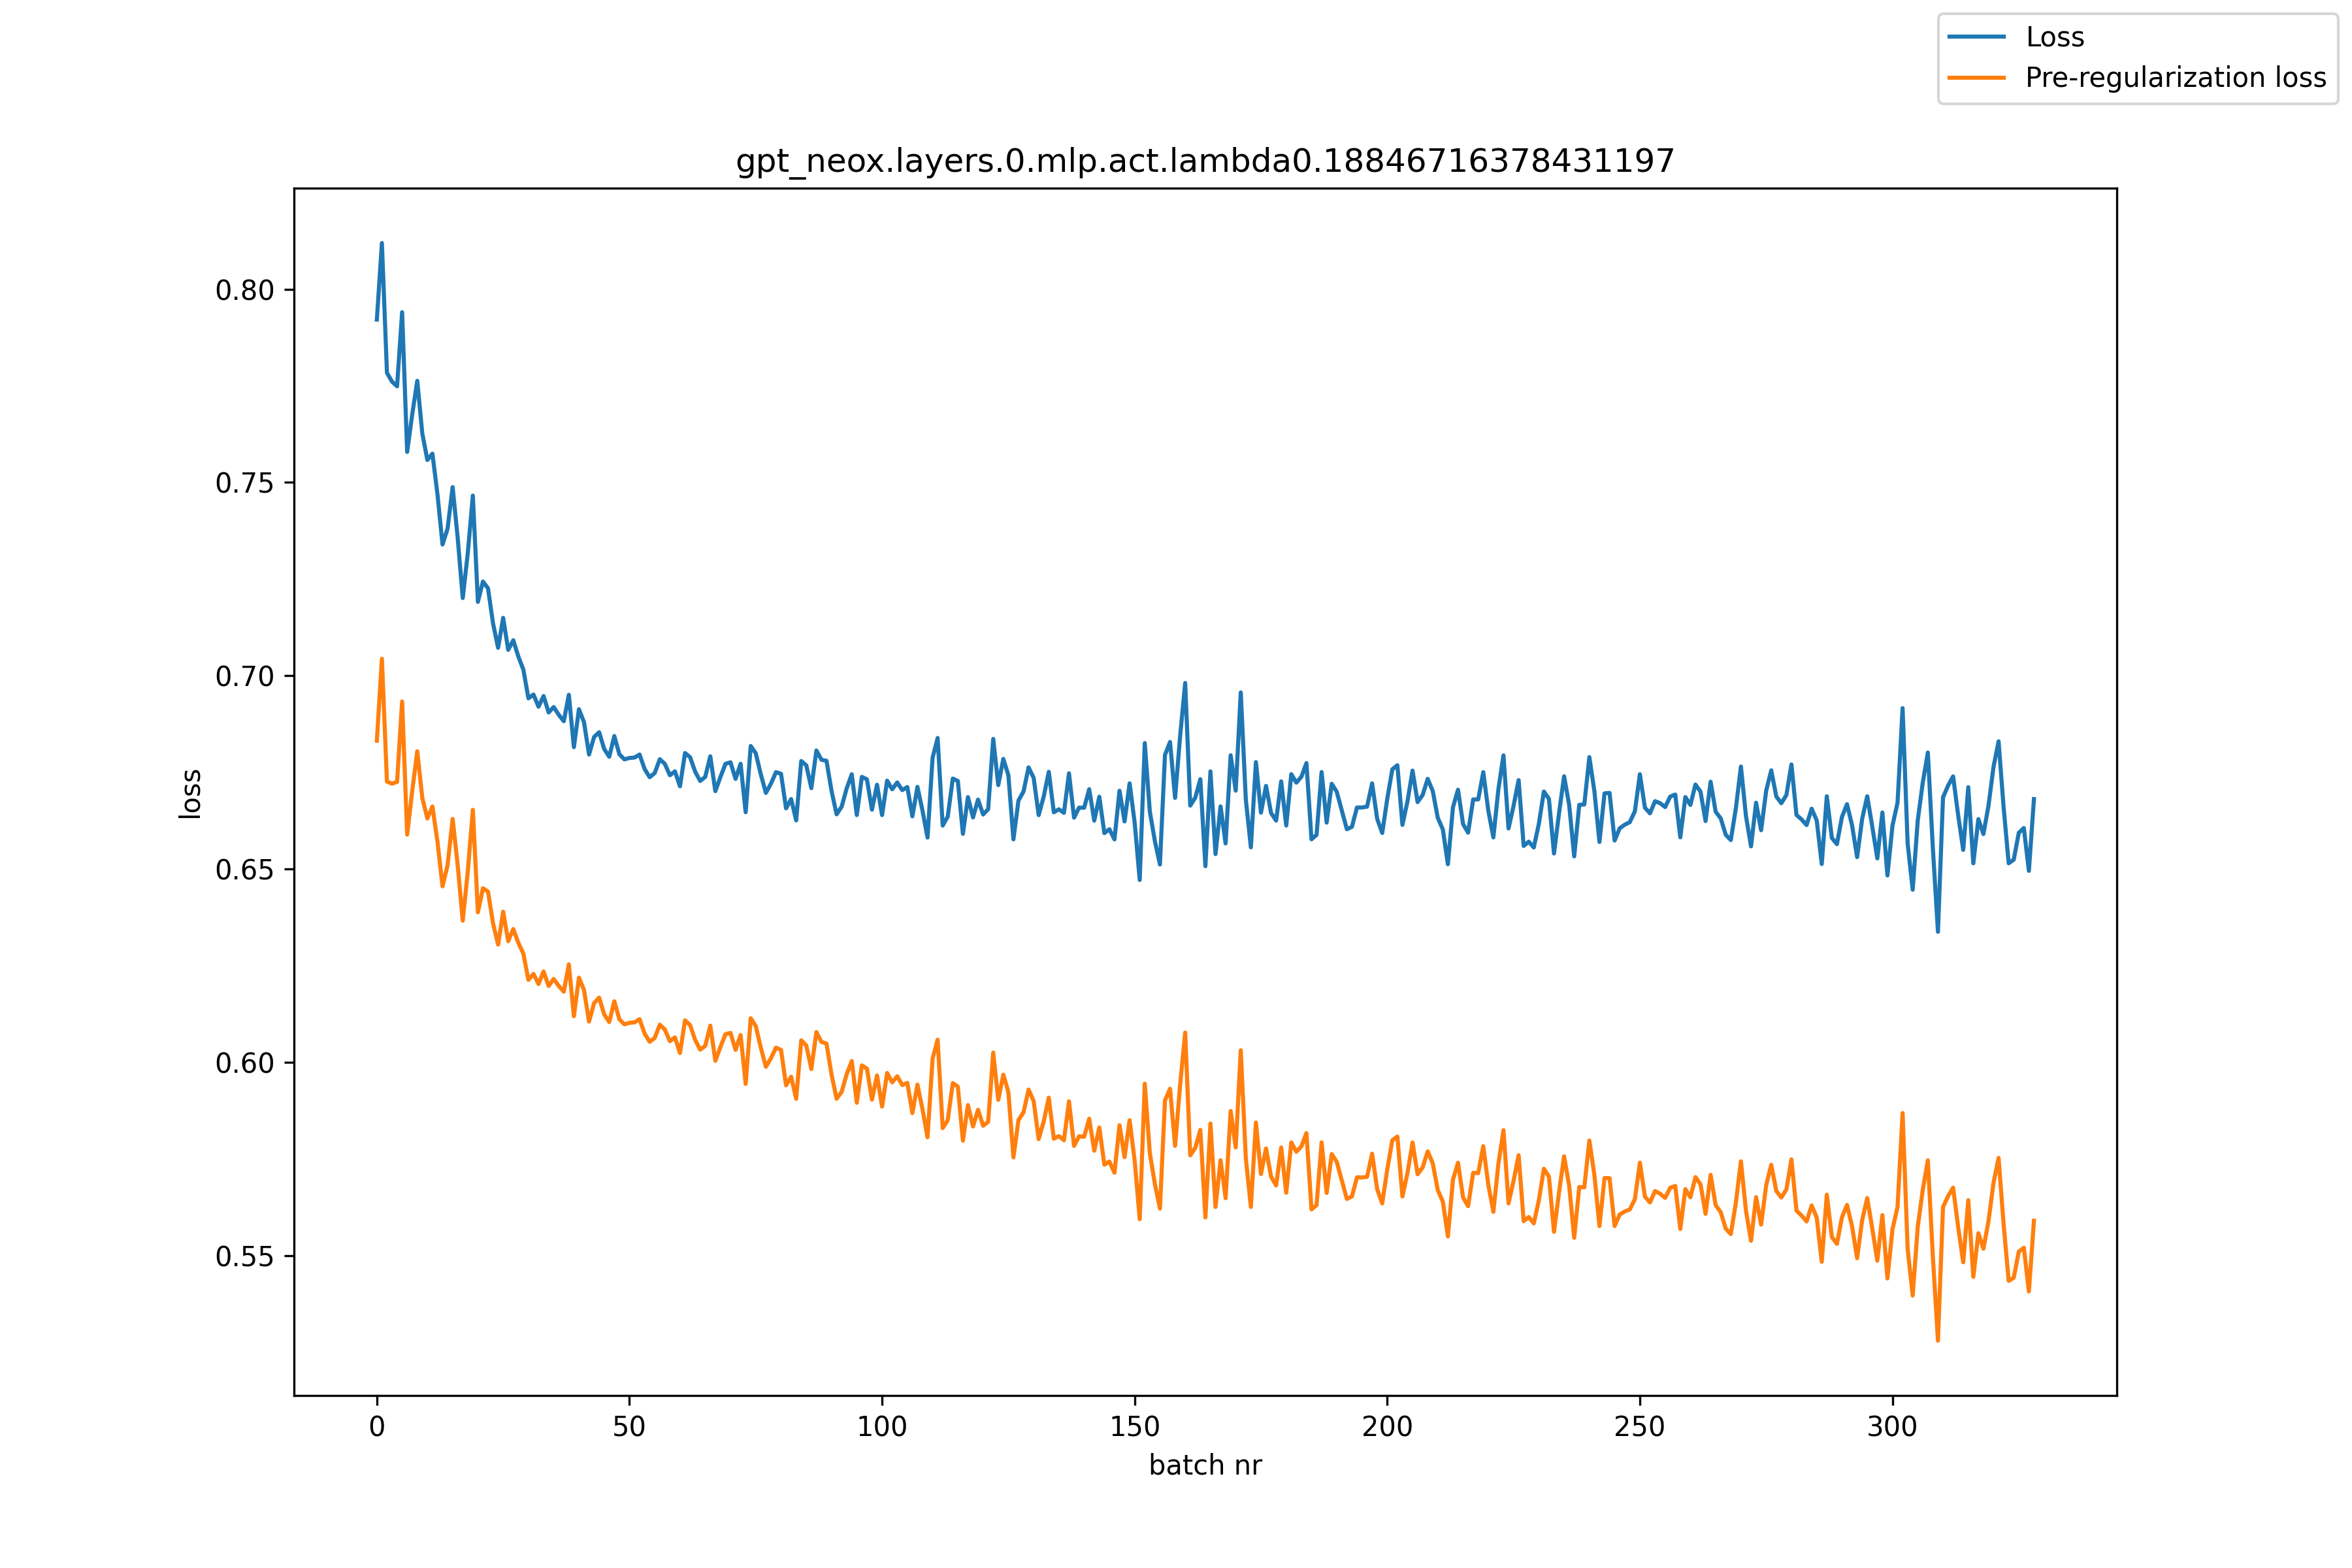 Loss
Pre-regularization loss
gpt_neox.layers.0.mlp.act.lambda0.18846716378431197
0.80
0.75
0.70
0.65
0.60
0.55
loss
0 50 100 150 200 250 300
batch nr